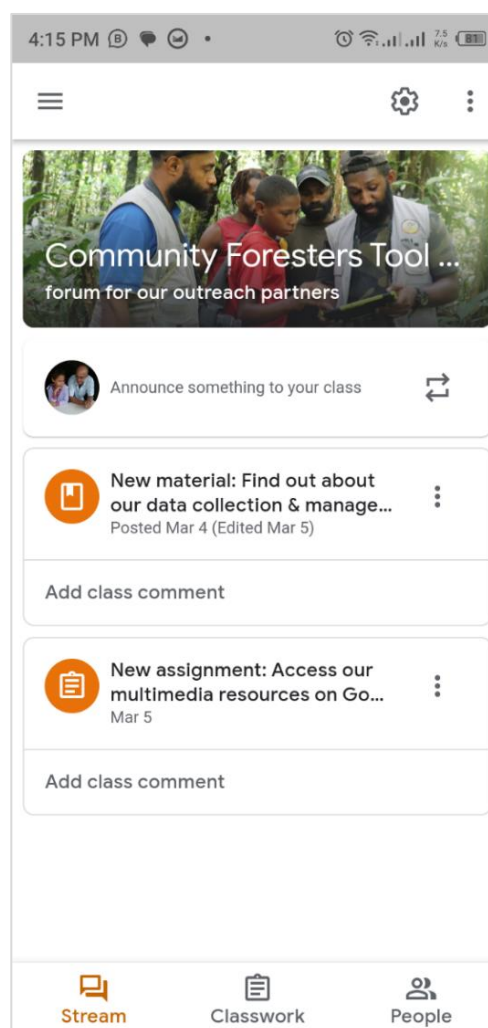 4:15 PM
7.5
K/s
81
Community Foresters Tool ...
forum for our outreach partners
Announce something to your class
New material: Find out about
our data collection & manage...
Posted Mar 4 (Edited Mar 5)
Add class comment
New assignment: Access our
multimedia resources on Go...
Mar 5
Add class comment
Stream
Classwork
People